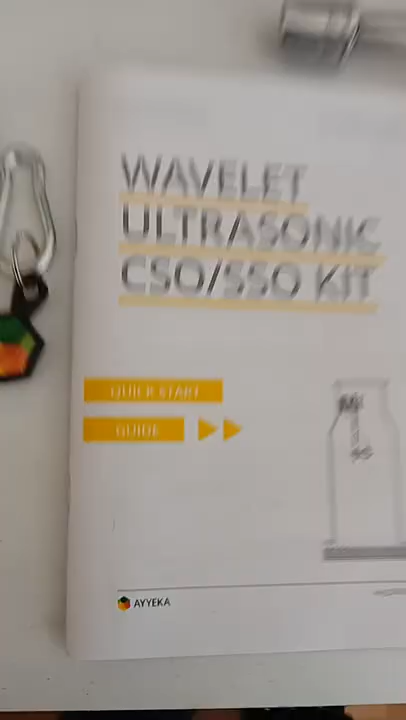 WAVELET
ULTRASONIC
CSO/SSO KIT
QUICK START
GUIDE
AYYEKA